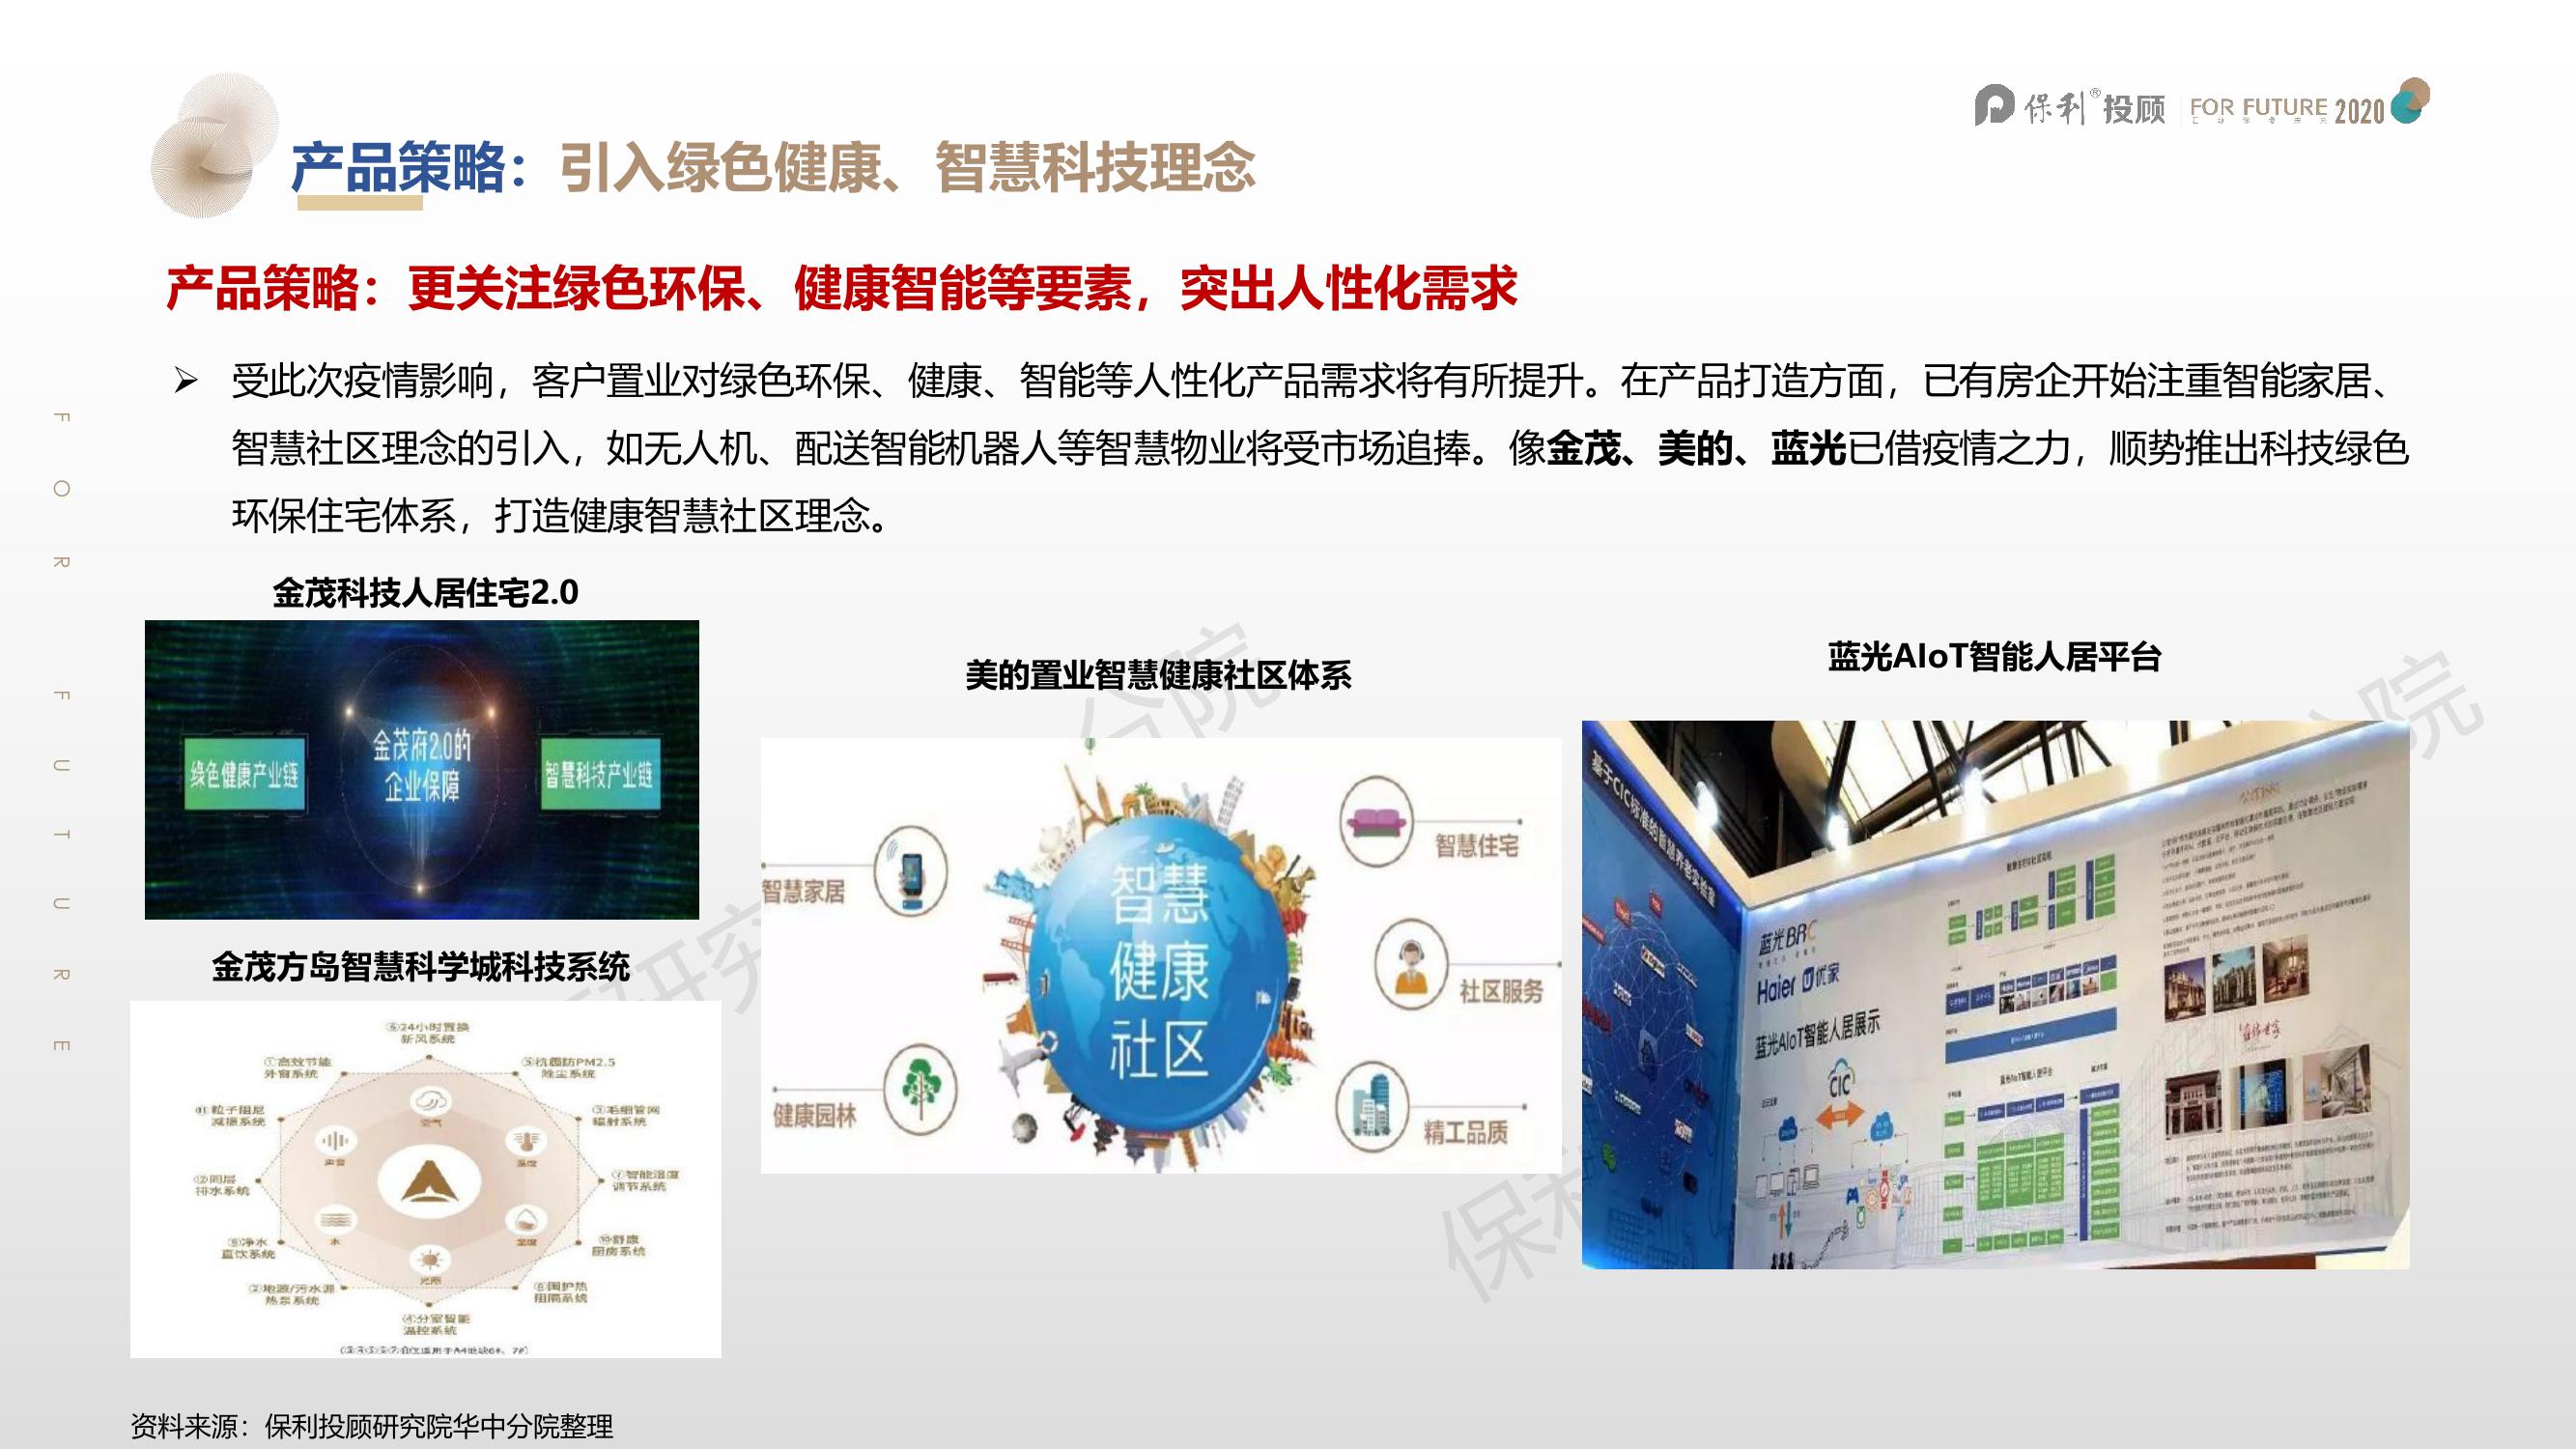 保利®投顾 FOR FUTURE 2020
产品策略：引入绿色健康、智慧科技理念
产品策略：更关注绿色环保、健康智能等要素，突出人性化需求
受此次疫情影响，客户置业对绿色环保、健康、智能等人性化产品需求将有所提升。在产品打造方面，已有房企开始注重智能家居、
智慧社区理念的引入，如无人机、配送智能机器人等智慧物业将受市场追捧。像金茂、美的、蓝光已借疫情之力，顺势推出科技绿色
环保住宅体系，打造健康智慧社区理念。
FOR FUTURE
金茂科技人居住宅2.0
绿色健康产业链
金茂府2.0的
企业保障
智慧科技产业链
金茂方岛智慧科学城科技系统
⑧24小时置换
新风系统
①高效节能
外窗系统
⑤抗霾防PM2.5
除尘系统
⑪粒子阻尼
减振系统
③毛细管网
辐射系统
空气
声音
温度
⑫同层
排水系统
⑦智能湿度
调节系统
水
湿度
⑨净水
直饮系统
⑩舒康
厨房系统
光照
②地源/污水源
热泵系统
⑥围护热
阻隔系统
④分室智能
温控系统
美的置业智慧健康社区体系
智慧
健康
社区
智慧家居
健康园林
智慧住宅
社区服务
精工品质
蓝光AIoT智能人居平台
基于CIC标准的智慧养老实验室
蓝光BRC
Haier U优家
蓝光AIoT智能人居展示
CIC
蓝光AIoT智能人居平台
资料来源：保利投顾研究院华中分院整理